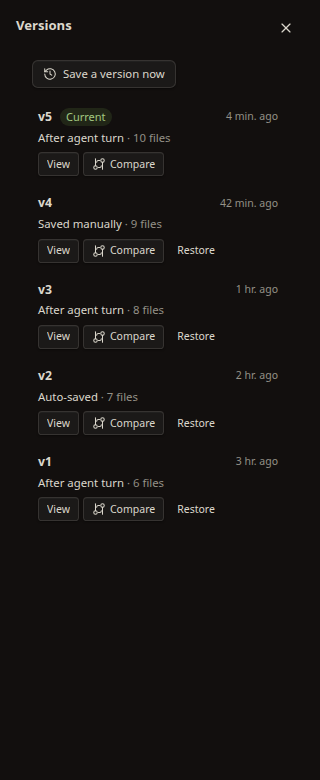 Versions
Save a version now
v5 Current 4 min. ago
After agent turn · 10 files
View Compare
v4 42 min. ago
Saved manually · 9 files
View Compare Restore
v3 1 hr. ago
After agent turn · 8 files
View Compare Restore
v2 2 hr. ago
Auto-saved · 7 files
View Compare Restore
v1 3 hr. ago
After agent turn · 6 files
View Compare Restore